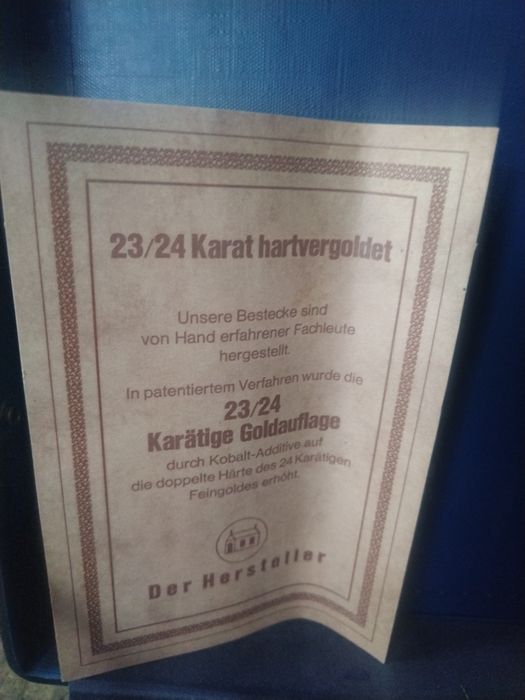 23/24 Karat hartvergoldet
Unsere Bestecke sind
von Hand erfahrener Fachleute
hergestellt.
In patentiertem Verfahren wurde die
23/24
Karätige Goldauflage
durch Kobalt-Additive auf
die doppelte Härte des 24 Karätigen
Feingoldes erhöht.
Der Hersteller